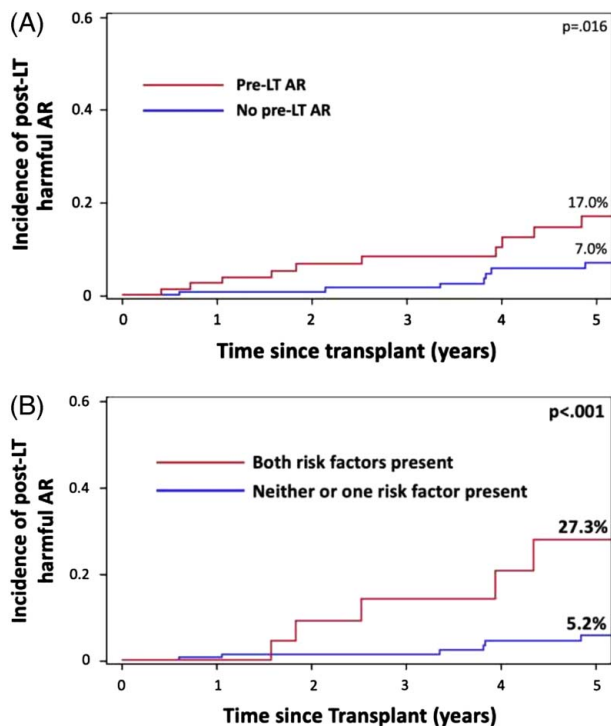 (A)
0.6
p=.016
Pre-LT AR
No pre-LT AR
0.4
Incidence of post-LT
harmful AR
0.2
17.0%
7.0%
0
0 1 2 3 4 5
Time since transplant (years)
(B)
0.6
p<.001
Both risk factors present
Neither or one risk factor present
0.4
Incidence of post-LT
harmful AR
27.3%
0.2
5.2%
0
0 1 2 3 4 5
Time since Transplant (years)